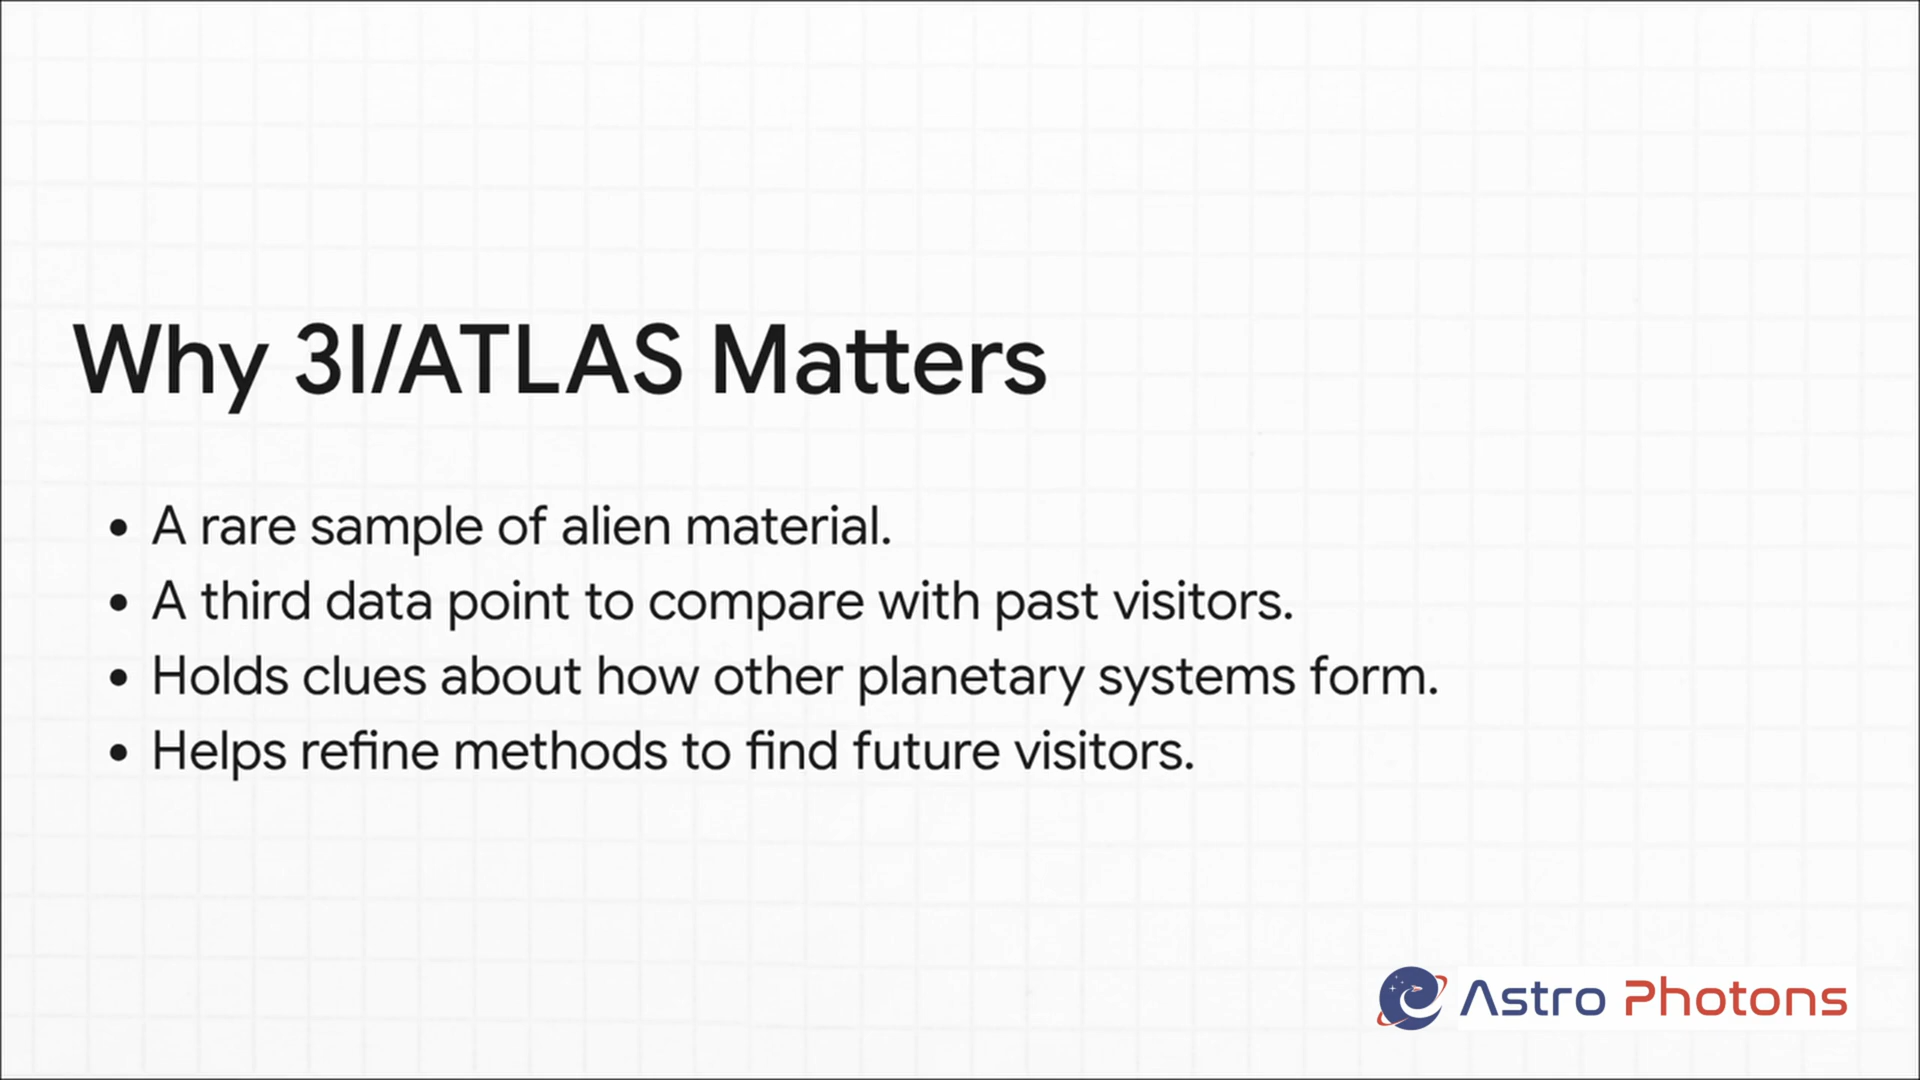 Why 3I/ATLAS Matters
• A rare sample of alien material.
• A third data point to compare with past visitors.
• Holds clues about how other planetary systems form.
• Helps refine methods to find future visitors.
Astro Photons